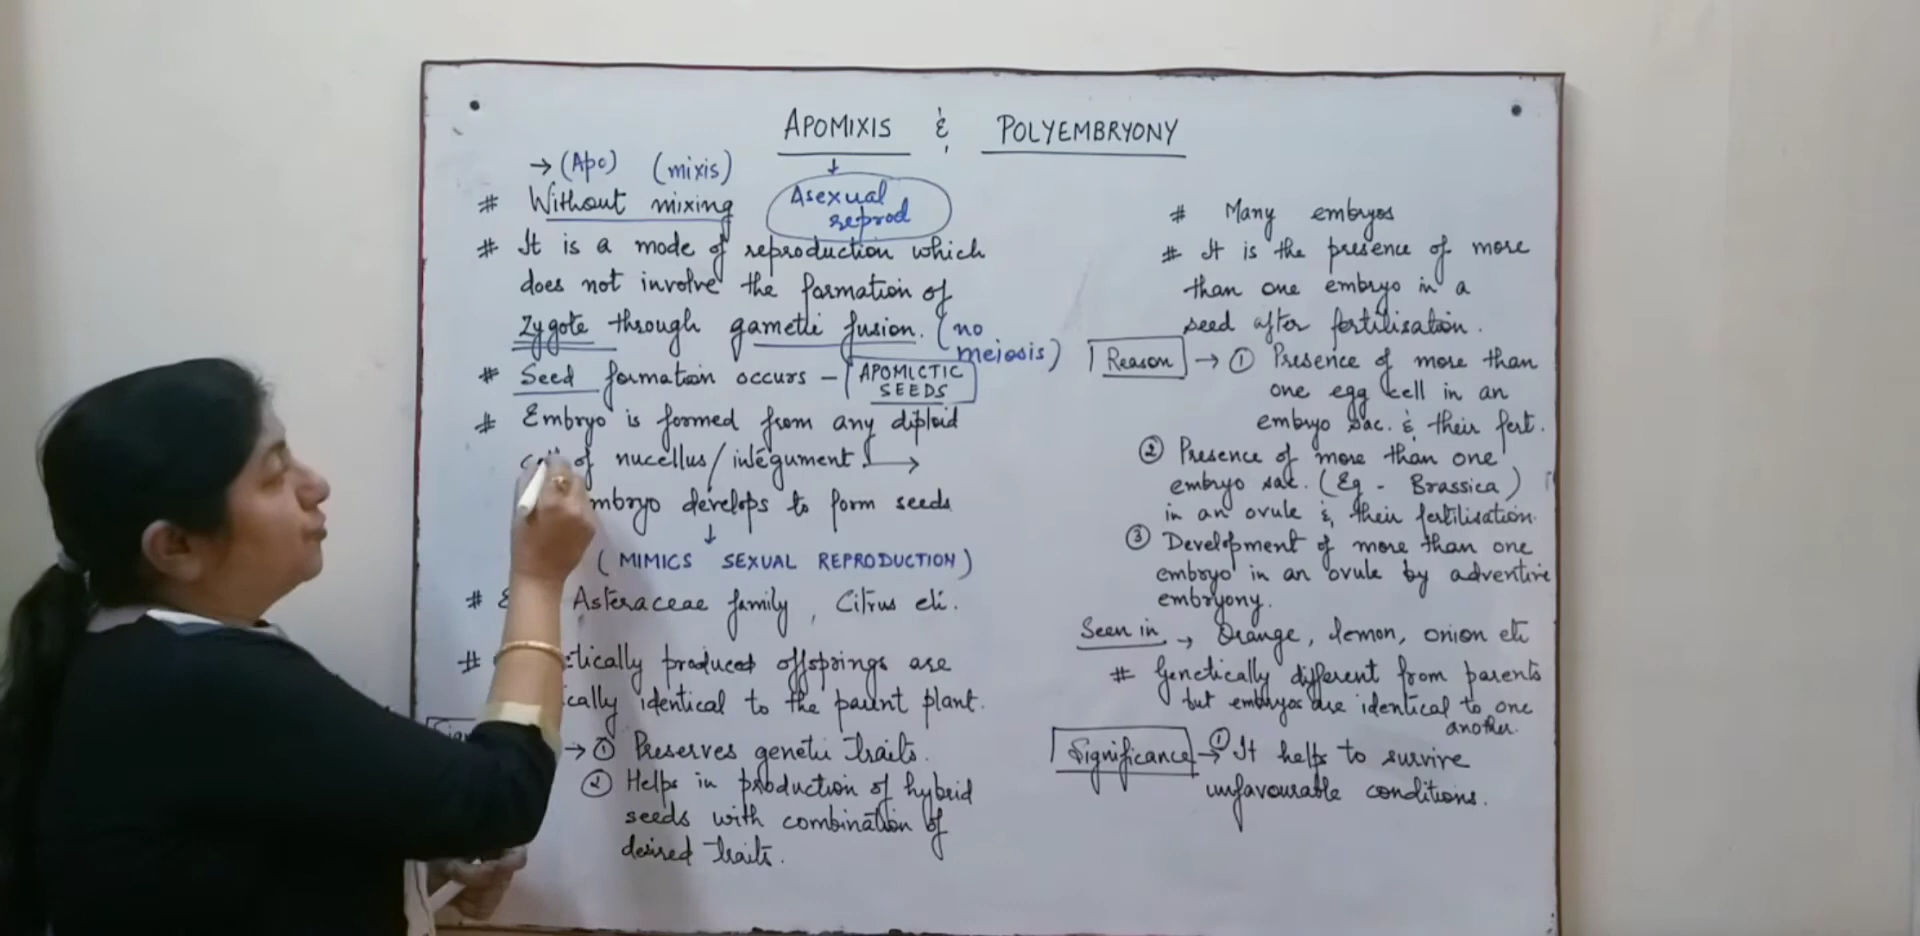 APOMIXIS & POLYEMBRYONY
→ (Apo) (mixis)
# Without mixing
Asexual
reprod
# It is a mode of reproduction which
does not involve the formation of
Zygote through gametic fusion. (no
meiosis)
# Seed formation occurs – APOMICTIC
SEEDS
# Embryo is formed from any diploid
of nucellus / integument →
mbryo develops to form seeds
↓
(MIMICS SEXUAL REPRODUCTION)
# Asteraceae family, Citrus etc.
# tically produced offsprings are
ically identical to the parent plant.
→ ① Preserves genetic traits.
② Helps in production of hybrid
seeds with combination of
desired traits.
# Many embryos
# It is the presence of more
than one embryo in a
seed after fertilisation.
Reason → ① Presence of more than
one egg cell in an
embryo sac. & their fert.
② Presence of more than one
embryo sac. (Eg - Brassica)
in an ovule & their fertilisation.
③ Development of more than one
embryo in an ovule by adventive
embryony.
Seen in → Orange, lemon, onion etc
# Genetically different from parents
but embryos are identical to one
another.
Significance → ① It helps to survive
unfavourable conditions.